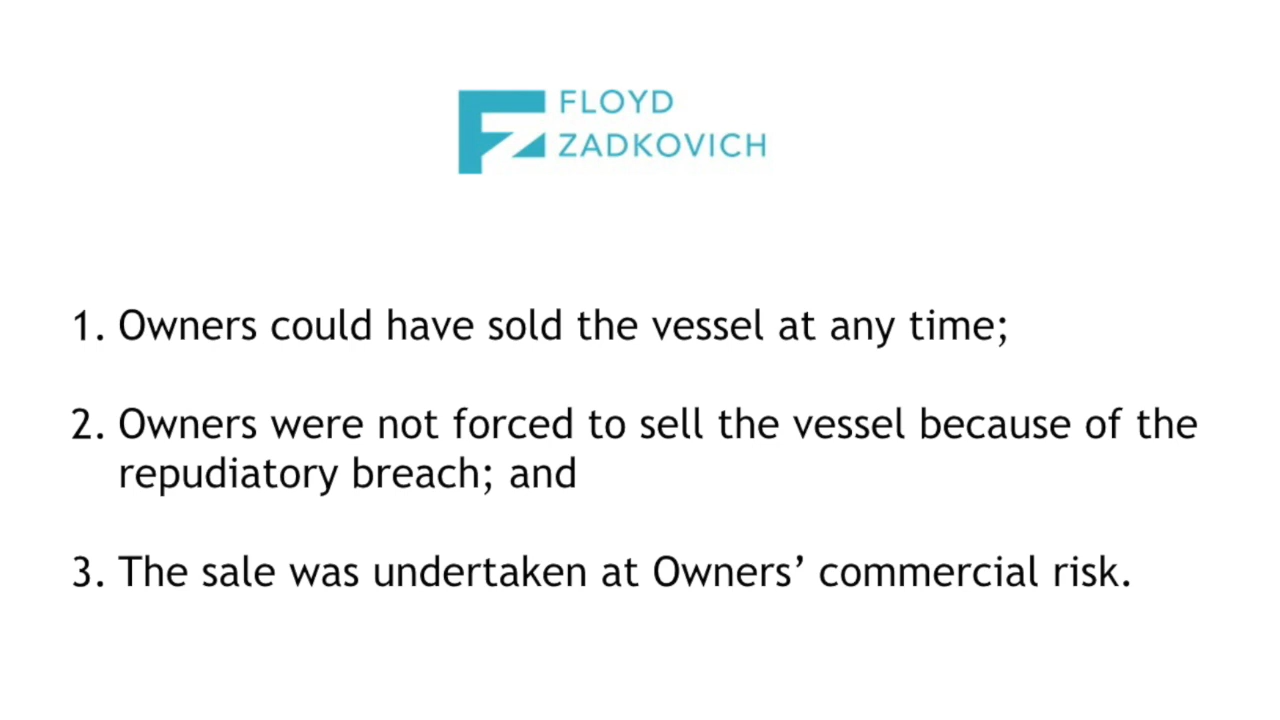 FLOYD
ZADKOVICH
1. Owners could have sold the vessel at any time;
2. Owners were not forced to sell the vessel because of the
repudiatory breach; and
3. The sale was undertaken at Owners’ commercial risk.